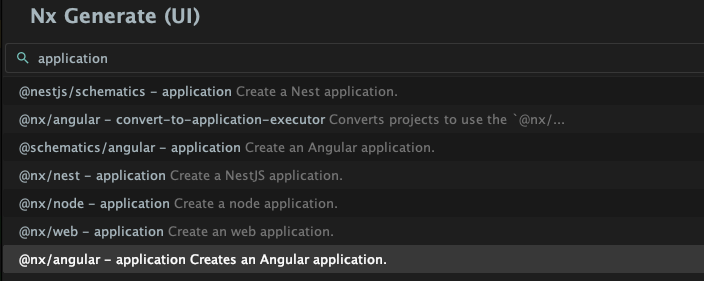 Nx Generate (UI)
application
@nestjs/schematics – application Create a Nest application.
@nx/angular – convert-to-application-executor Converts projects to use the `@nx/...
@schematics/angular – application Create an Angular application.
@nx/nest – application Create a NestJS application.
@nx/node – application Create a node application.
@nx/web – application Create an web application.
@nx/angular – application Creates an Angular application.